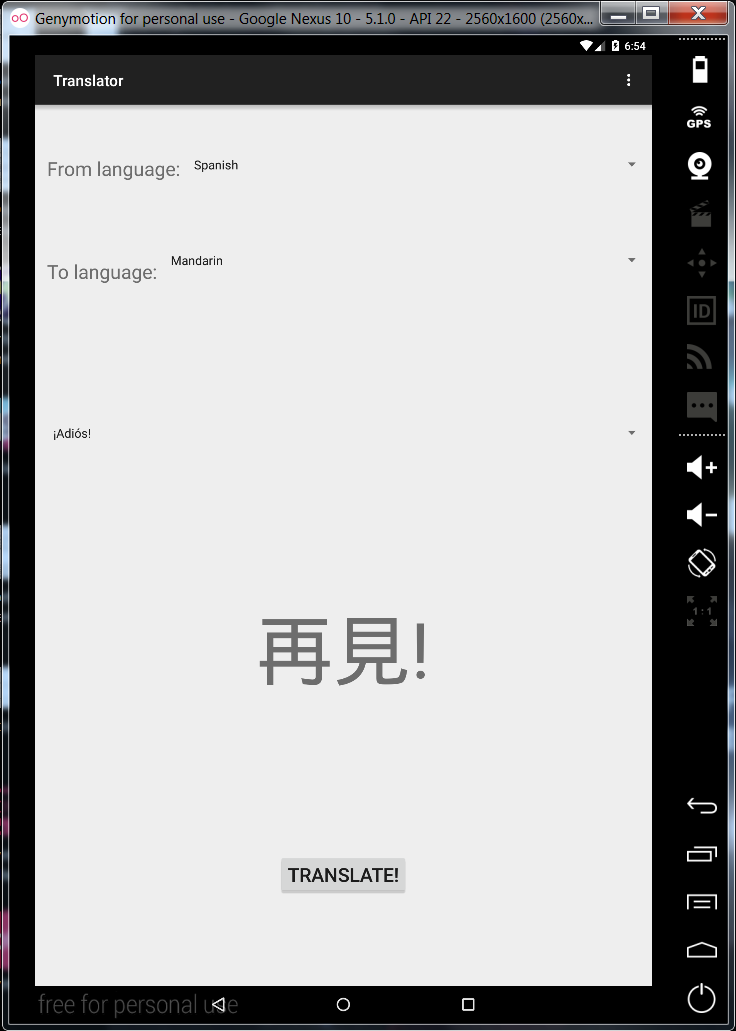 Genymotion for personal use - Google Nexus 10 - 5.1.0 - API 22 - 2560x1600 (2560x...
6:54
Translator
GPS
From language: Spanish
To language: Mandarin
ID
¡Adiós!
再見!
1:1
TRANSLATE!
free for personal use